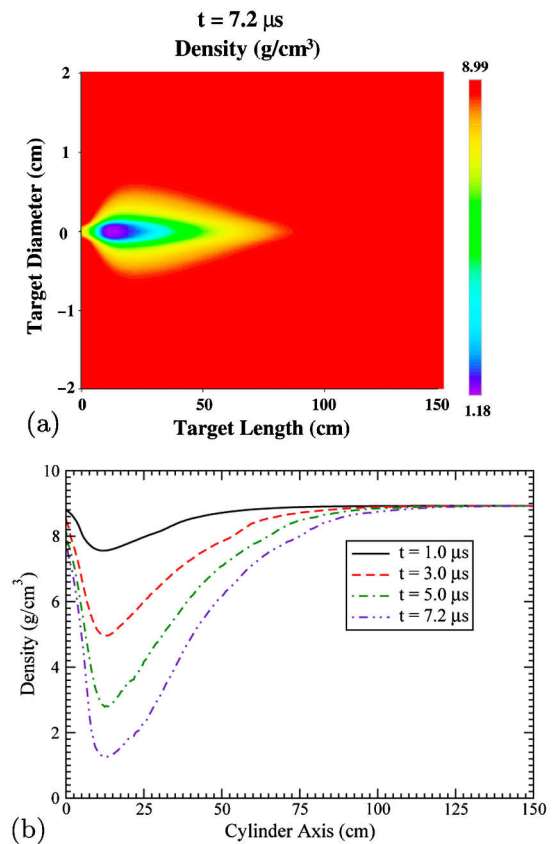 t = 7.2 μs
Density (g/cm³)
8.99
2
1
0
-1
-2
Target Diameter (cm)
0
50
100
150
1.18
(a)
Target Length (cm)
10
8
6
4
2
0
Density (g/cm³)
t = 1.0 μs
t = 3.0 μs
t = 5.0 μs
t = 7.2 μs
0
25
50
75
100
125
150
(b)
Cylinder Axis (cm)